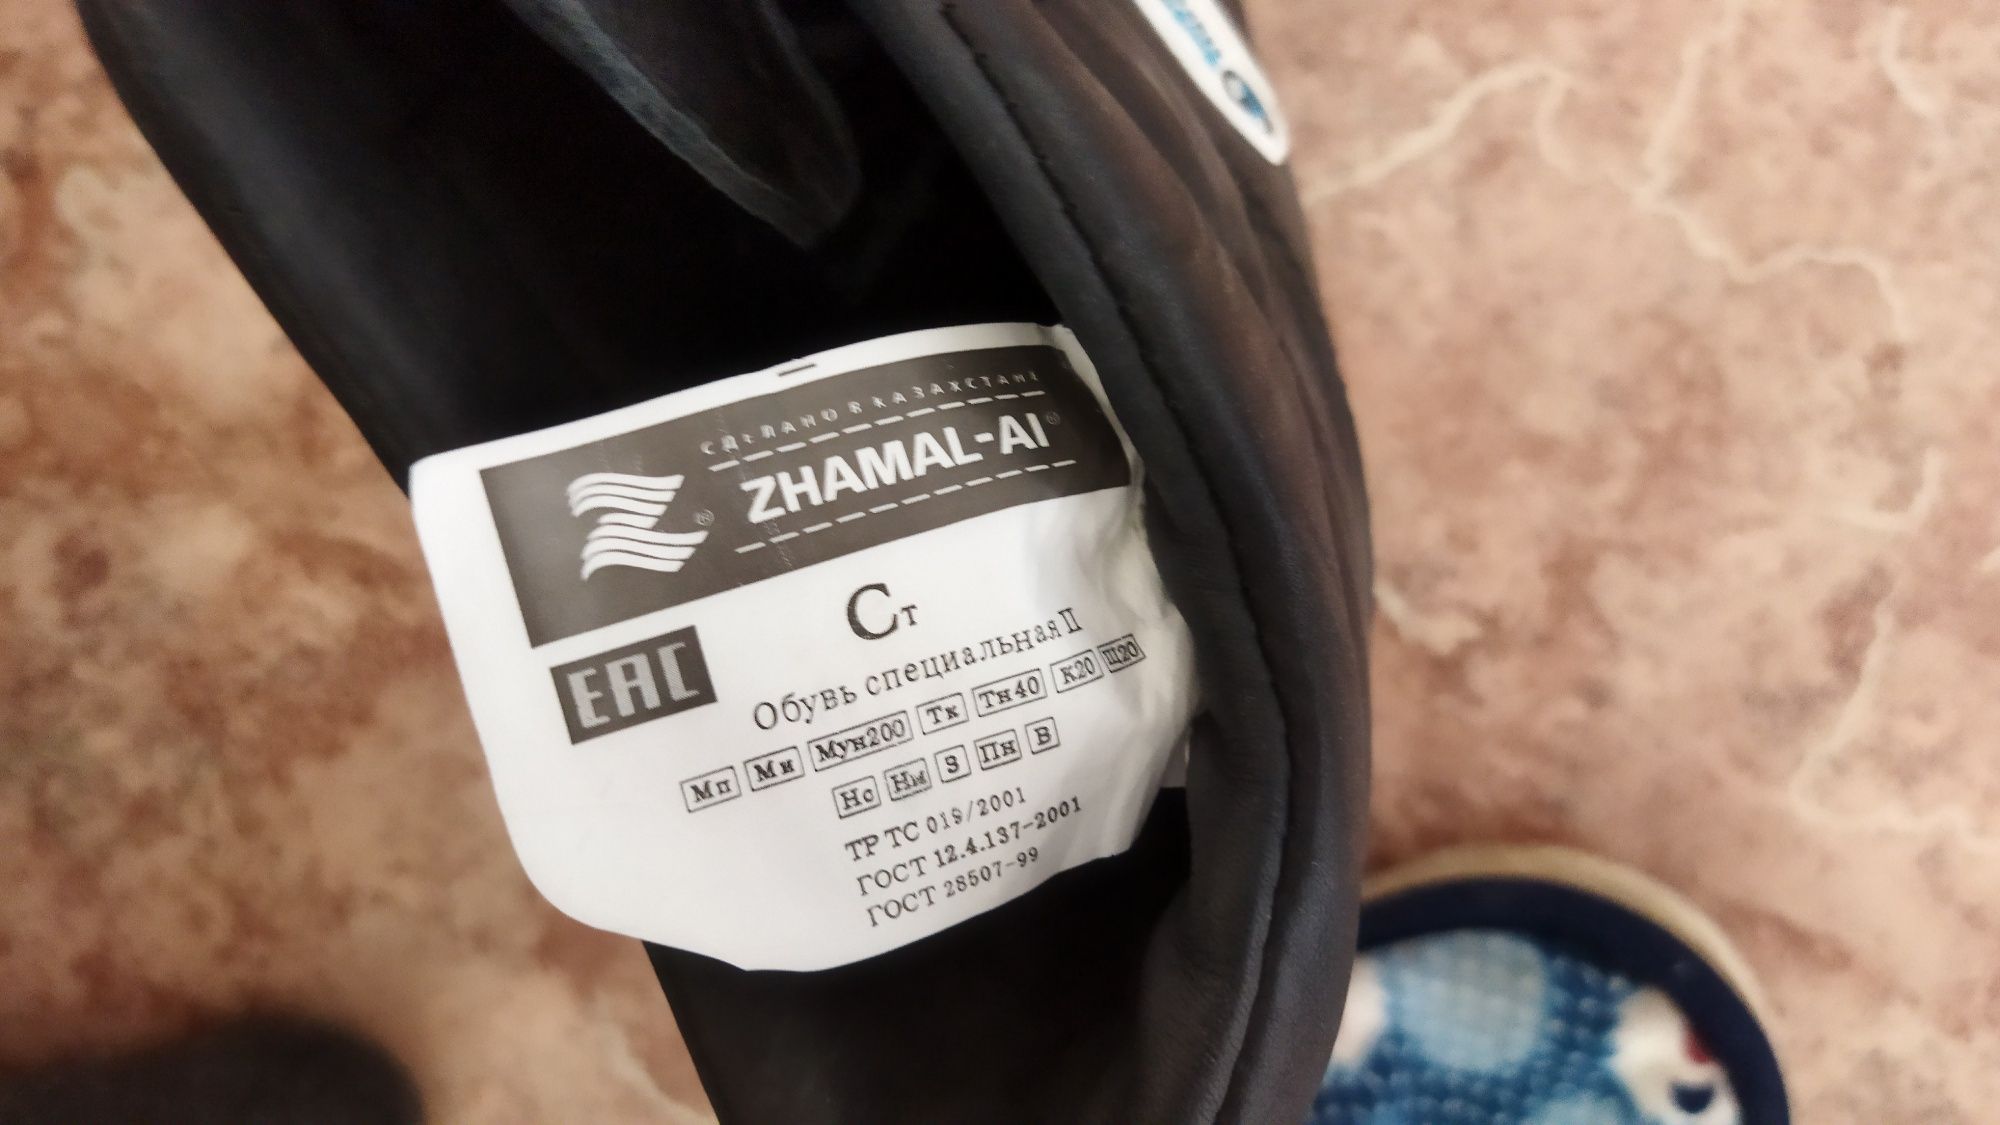 СДЕЛАНО В КАЗАХСТАНЕ
ZHAMAL-AI®
®
Ст
EAC
Обувь специальная II
Мп Ми Мун200 Тк Тн40 К20 Щ20
Нс Нм З Пн В
ТР ТС 019/2001
ГОСТ 12.4.137-2001
ГОСТ 28507-99